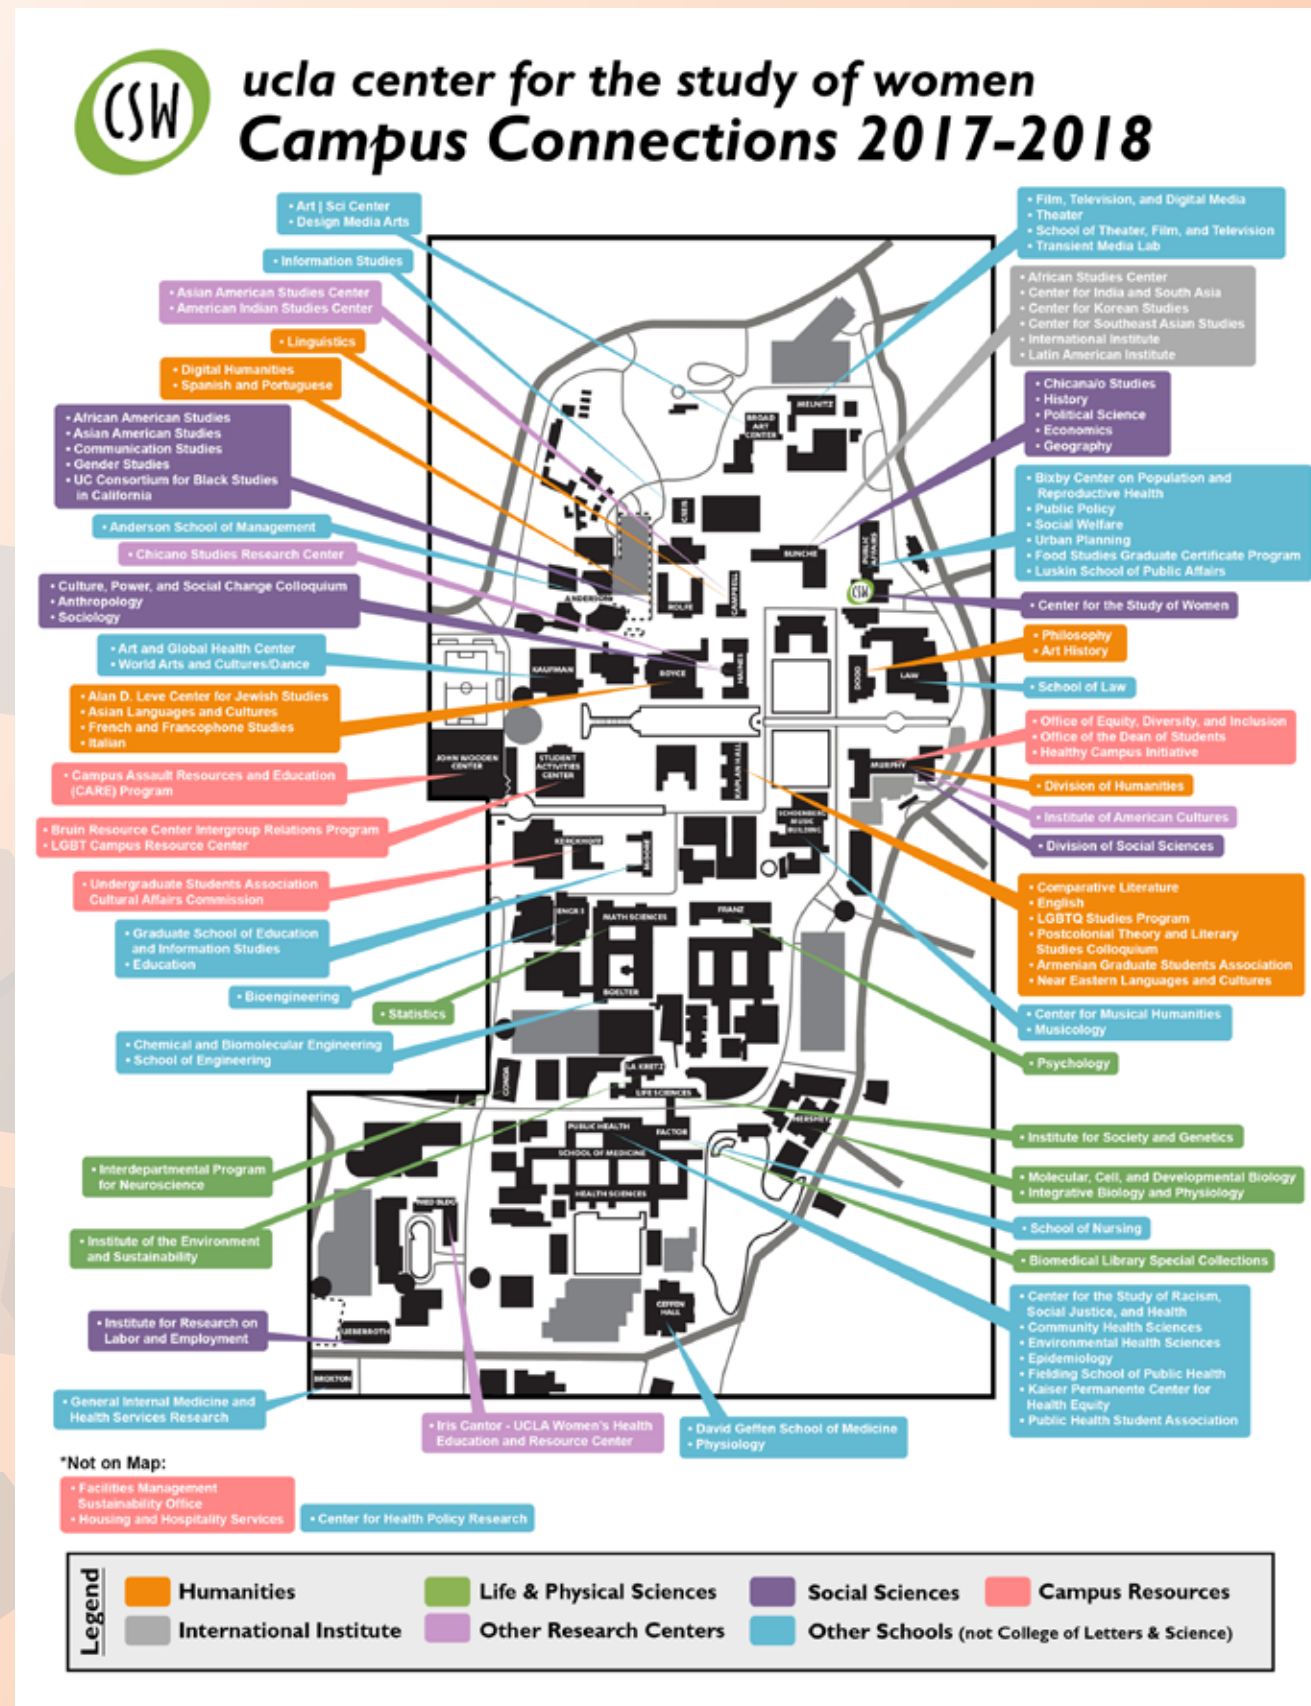 CSW
ucla center for the study of women
Campus Connections 2017-2018
• Art | Sci Center
• Design Media Arts
• Information Studies
• Asian American Studies Center
• American Indian Studies Center
• Linguistics
• Digital Humanities
• Spanish and Portuguese
• African American Studies
• Asian American Studies
• Communication Studies
• Gender Studies
• UC Consortium for Black Studies
in California
• Anderson School of Management
• Chicano Studies Research Center
• Culture, Power, and Social Change Colloquium
• Anthropology
• Sociology
• Art and Global Health Center
• World Arts and Cultures/Dance
• Alan D. Leve Center for Jewish Studies
• Asian Languages and Cultures
• French and Francophone Studies
• Italian
• Campus Assault Resources and Education
(CARE) Program
• Bruin Resource Center Intergroup Relations Program
• LGBT Campus Resource Center
• Undergraduate Students Association
Cultural Affairs Commission
• Graduate School of Education
and Information Studies
• Education
• Bioengineering
• Statistics
• Chemical and Biomolecular Engineering
• School of Engineering
• Interdepartmental Program
for Neuroscience
• Institute of the Environment
and Sustainability
• Institute for Research on
Labor and Employment
• General Internal Medicine and
Health Services Research
• Film, Television, and Digital Media
• Theater
• School of Theater, Film, and Television
• Transient Media Lab
• African Studies Center
• Center for India and South Asia
• Center for Korean Studies
• Center for Southeast Asian Studies
• International Institute
• Latin American Institute
• Chicana/o Studies
• History
• Political Science
• Economics
• Geography
• Bixby Center on Population and
Reproductive Health
• Public Policy
• Social Welfare
• Urban Planning
• Food Studies Graduate Certificate Program
• Luskin School of Public Affairs
• Center for the Study of Women
• Philosophy
• Art History
• School of Law
• Office of Equity, Diversity, and Inclusion
• Office of the Dean of Students
• Healthy Campus Initiative
• Division of Humanities
• Institute of American Cultures
• Division of Social Sciences
• Comparative Literature
• English
• LGBTQ Studies Program
• Postcolonial Theory and Literary
Studies Colloquium
• Armenian Graduate Students Association
• Near Eastern Languages and Cultures
• Center for Musical Humanities
• Musicology
• Psychology
• Institute for Society and Genetics
• Molecular, Cell, and Developmental Biology
• Integrative Biology and Physiology
• School of Nursing
• Biomedical Library Special Collections
• Center for the Study of Racism,
Social Justice, and Health
• Community Health Sciences
• Environmental Health Sciences
• Epidemiology
• Fielding School of Public Health
• Kaiser Permanente Center for
Health Equity
• Public Health Student Association
• Iris Cantor - UCLA Women's Health
Education and Resource Center
• David Geffen School of Medicine
• Physiology
MELNITZ
BROAD
ART
CENTER
BUNCHE
PUBLIC
AFFAIRS
CSW
ANDERSON
ROLFE
CAMPBELL
KAUFMAN
ROYCE
HAINES
DODD
LAW
JOHN WOODEN
CENTER
STUDENT
ACTIVITIES
CENTER
KAPLAN HALL
MURPHY
SCHOENBERG
MUSIC
BUILDING
KERCKHOFF
MOORE
MATH SCIENCES
FRANZ
BOELTER
LA KRETZ
GONDA
LIFE SCIENCES
HERSHEY
PUBLIC HEALTH
FACTOR
SCHOOL OF MEDICINE
HEALTH SCIENCES
MED BLDG
GEFFEN
HALL
UEBERROTH
BROXTON
*Not on Map:
• Facilities Management
Sustainability Office
• Housing and Hospitality Services
• Center for Health Policy Research
Legend
Humanities
Life & Physical Sciences
Social Sciences
Campus Resources
International Institute
Other Research Centers
Other Schools (not College of Letters & Science)